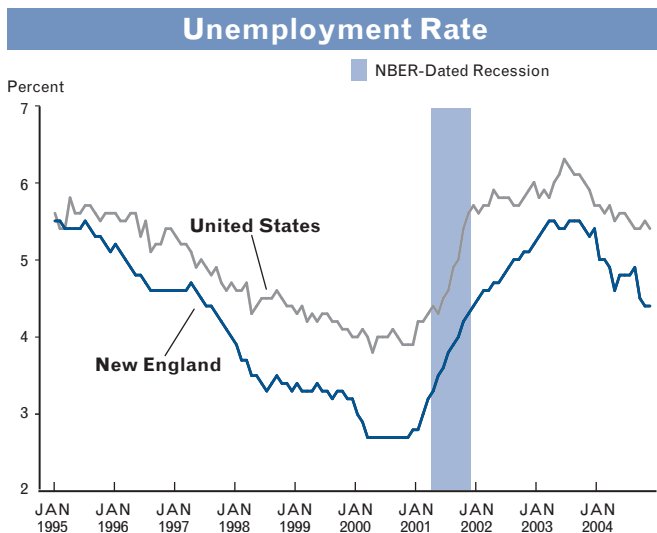 Unemployment Rate
NBER-Dated Recession
Percent
7
6
5
4
3
2
United States
New England
JAN JAN JAN JAN JAN JAN JAN JAN JAN JAN
1995 1996 1997 1998 1999 2000 2001 2002 2003 2004